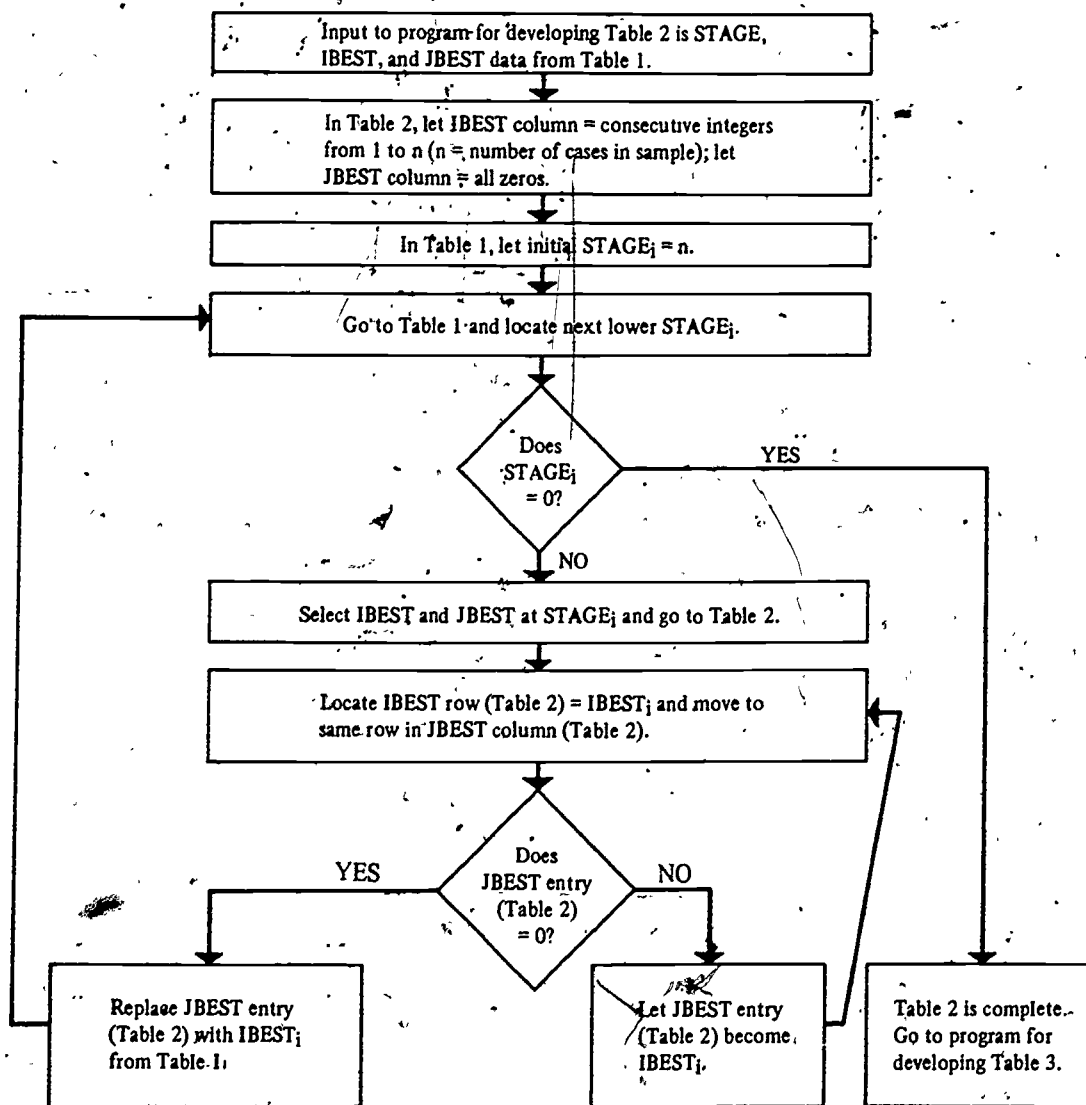 Input to program for developing Table 2 is STAGE,
IBEST, and JBEST data from Table 1.
In Table 2, let IBEST column = consecutive integers
from 1 to n (n = number of cases in sample); let
JBEST column = all zeros.
In Table 1, let initial STAGEi = n.
Go to Table 1 and locate next lower STAGEi.
Does
STAGEi
= 0?
YES
NO
Select IBEST and JBEST at STAGEi and go to Table 2.
Locate IBEST row (Table 2) = IBESTi and move to
same row in JBEST column (Table 2).
Does
JBEST entry
(Table 2)
= 0?
YES
NO
Replace JBEST entry
(Table 2) with IBESTi
from Table 1.
Let JBEST entry
(Table 2) become
IBESTi.
Table 2 is complete.
Go to program for
developing Table 3.